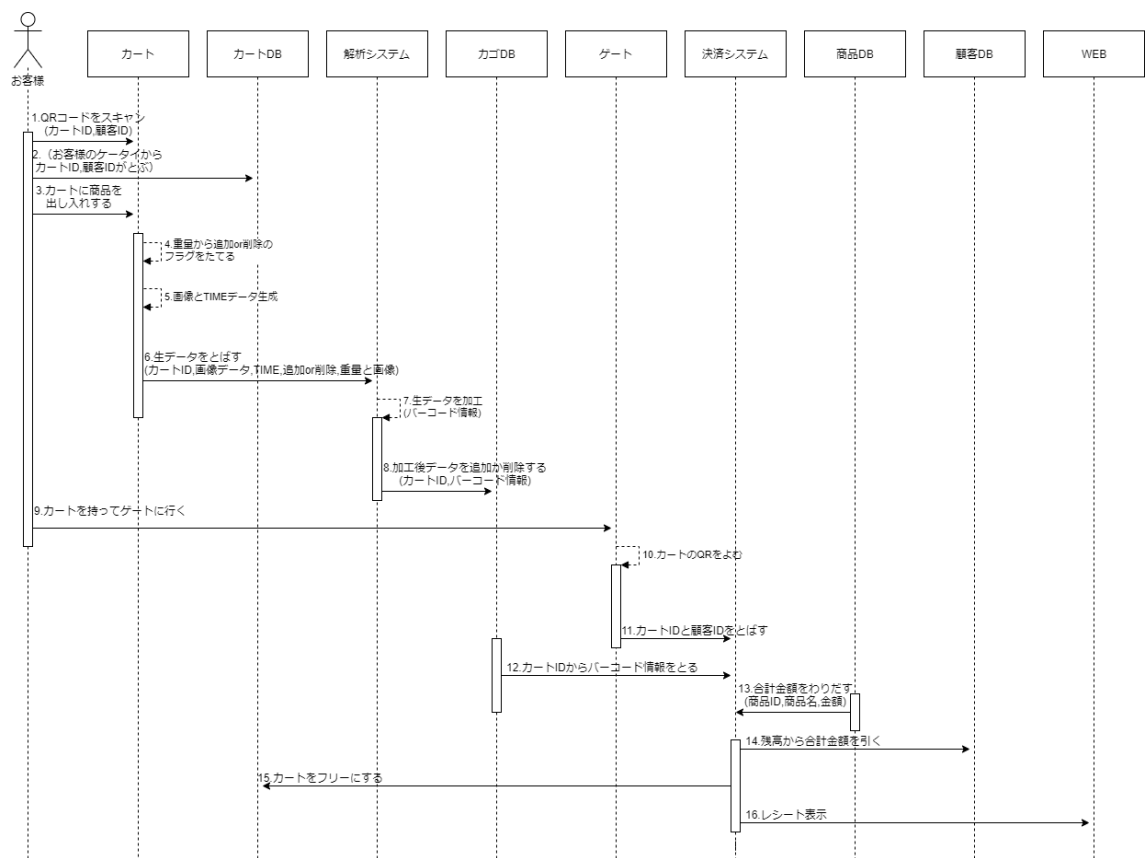 お客様
カート
カートDB
解析システム
カゴDB
ゲート
決済システム
商品DB
顧客DB
WEB
1.QRコードをスキャン
(カートID,顧客ID)
2.（お客様のケータイから
カートID,顧客IDがとぶ）
3.カートに商品を
出し入れする
4.重量から追加or削除の
フラグをたてる
5.画像とTIMEデータ生成
6.生データをとばす
(カートID,画像データ,TIME,追加or削除,重量と画像)
7.生データを加工
(バーコード情報)
8.加工後データを追加か削除する
(カートID,バーコード情報)
9.カートを持ってゲートに行く
10.カートのQRをよむ
11.カートIDと顧客IDをとばす
12.カートIDからバーコード情報をとる
13.合計金額をわりだす
(商品ID,商品名,金額)
14.残高から合計金額を引く
15.カートをフリーにする
16.レシート表示